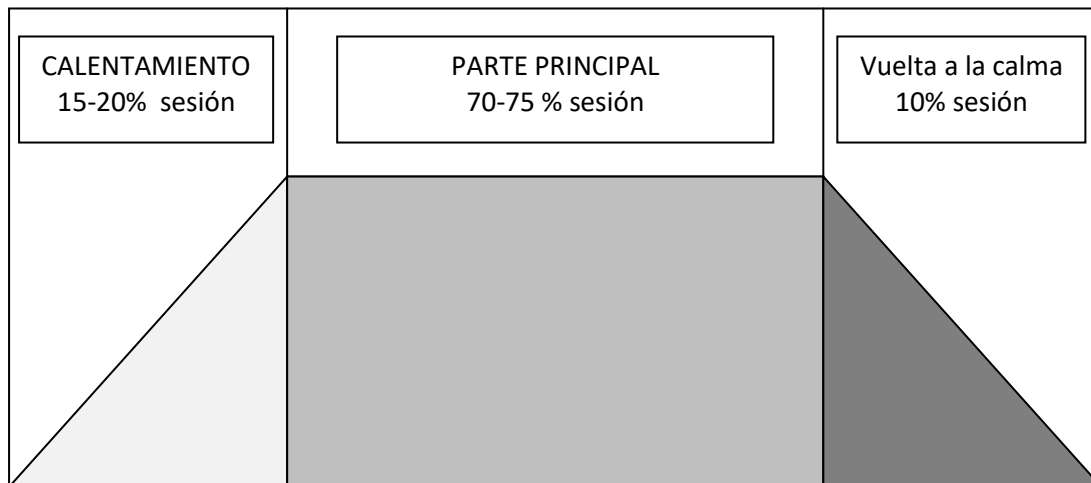 CALENTAMIENTO
15-20% sesión
PARTE PRINCIPAL
70-75 % sesión
Vuelta a la calma
10% sesión